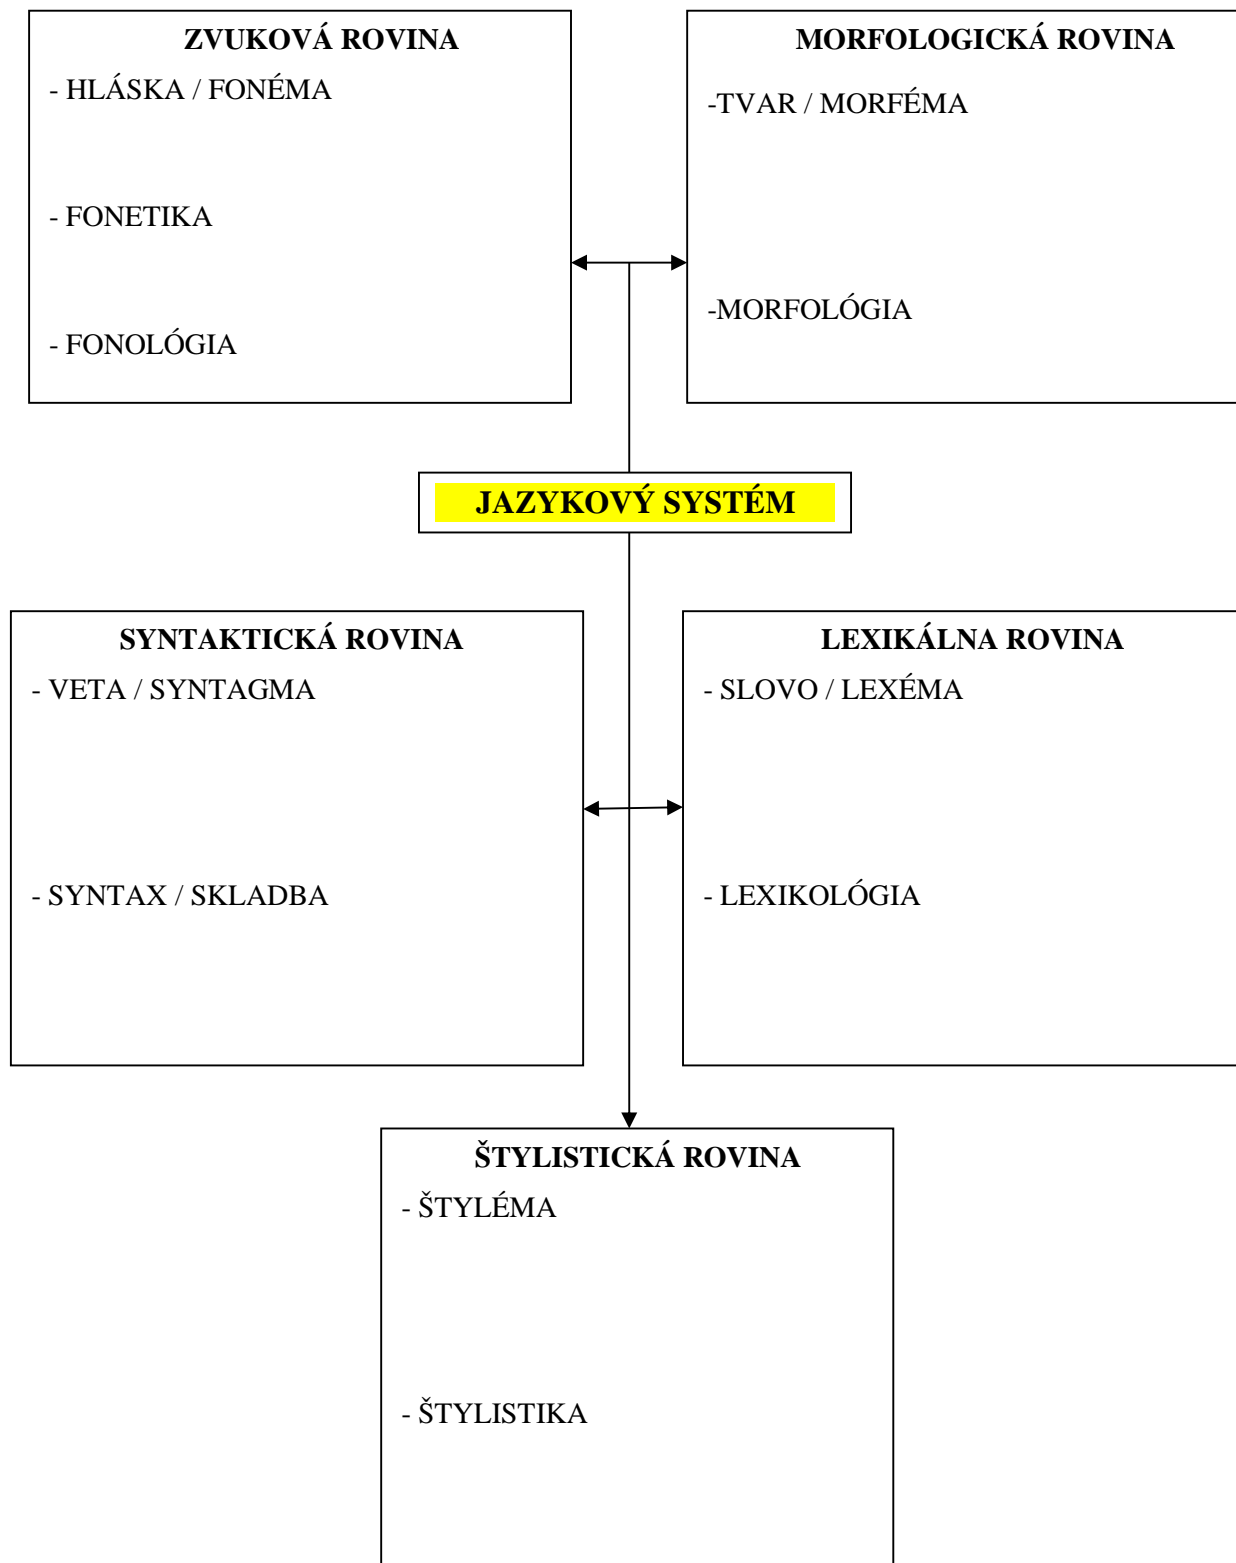 ZVUKOVÁ ROVINA
- HLÁSKA / FONÉMA
- FONETIKA
- FONOLÓGIA
MORFOLOGICKÁ ROVINA
-TVAR / MORFÉMA
-MORFOLÓGIA
JAZYKOVÝ SYSTÉM
SYNTAKTICKÁ ROVINA
- VETA / SYNTAGMA
- SYNTAX / SKLADBA
LEXIKÁLNA ROVINA
- SLOVO / LEXÉMA
- LEXIKOLÓGIA
ŠTYLISTICKÁ ROVINA
- ŠTYLÉMA
- ŠTYLISTIKA